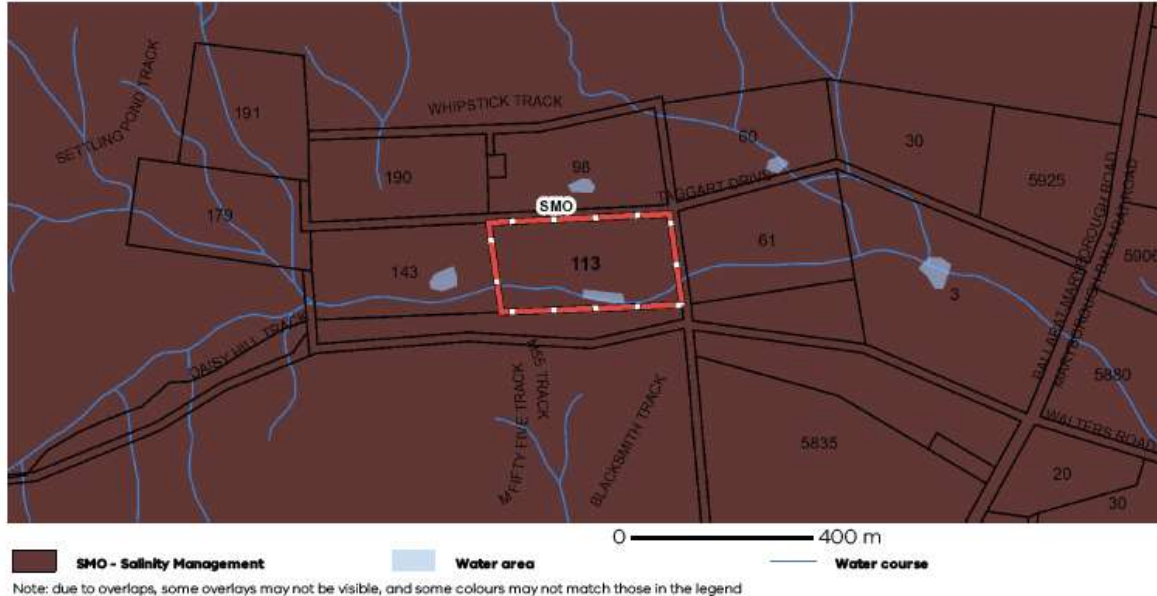 SETTLING POND TRACK
191
WHIPSTICK TRACK
60
30
5925
190
98
TAGGART DRIVE
SMO
179
143
113
61
3
BALLARAT MARYBOROUGH ROAD
5906
5880
DAISY HILL TRACK
M55 TRACK
M FIFTY FIVE TRACK
BLACKSMITH TRACK
5835
WALTERS ROAD
20
30
0 400 m
SMO - Salinity Management Water area Water course
Note: due to overlaps, some overlays may not be visible, and some colours may not match those in the legend